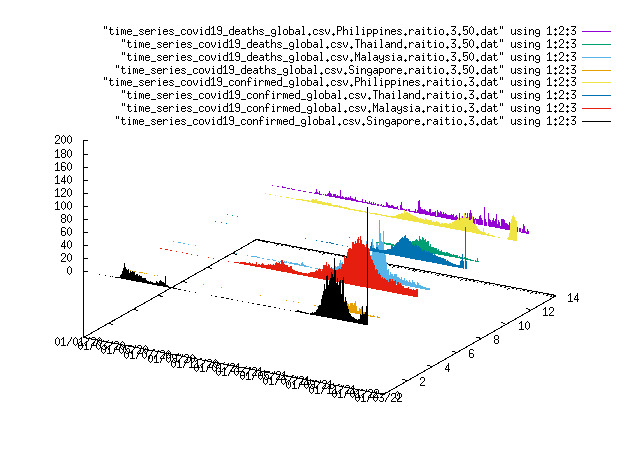 "time_series_covid19_deaths_global.csv.Philippines.raitio.3.50.dat" using 1:2:3
"time_series_covid19_deaths_global.csv.Thailand.raitio.3.50.dat" using 1:2:3
"time_series_covid19_deaths_global.csv.Malaysia.raitio.3.50.dat" using 1:2:3
"time_series_covid19_deaths_global.csv.Singapore.raitio.3.50.dat" using 1:2:3
"time_series_covid19_confirmed_global.csv.Philippines.raitio.3.dat" using 1:2:3
"time_series_covid19_confirmed_global.csv.Thailand.raitio.3.dat" using 1:2:3
"time_series_covid19_confirmed_global.csv.Malaysia.raitio.3.dat" using 1:2:3
"time_series_covid19_confirmed_global.csv.Singapore.raitio.3.dat" using 1:2:3
200
180
160
140
120
100
80
60
40
20
0
14
12
10
8
6
4
2
0
01/01/20
01/03/22